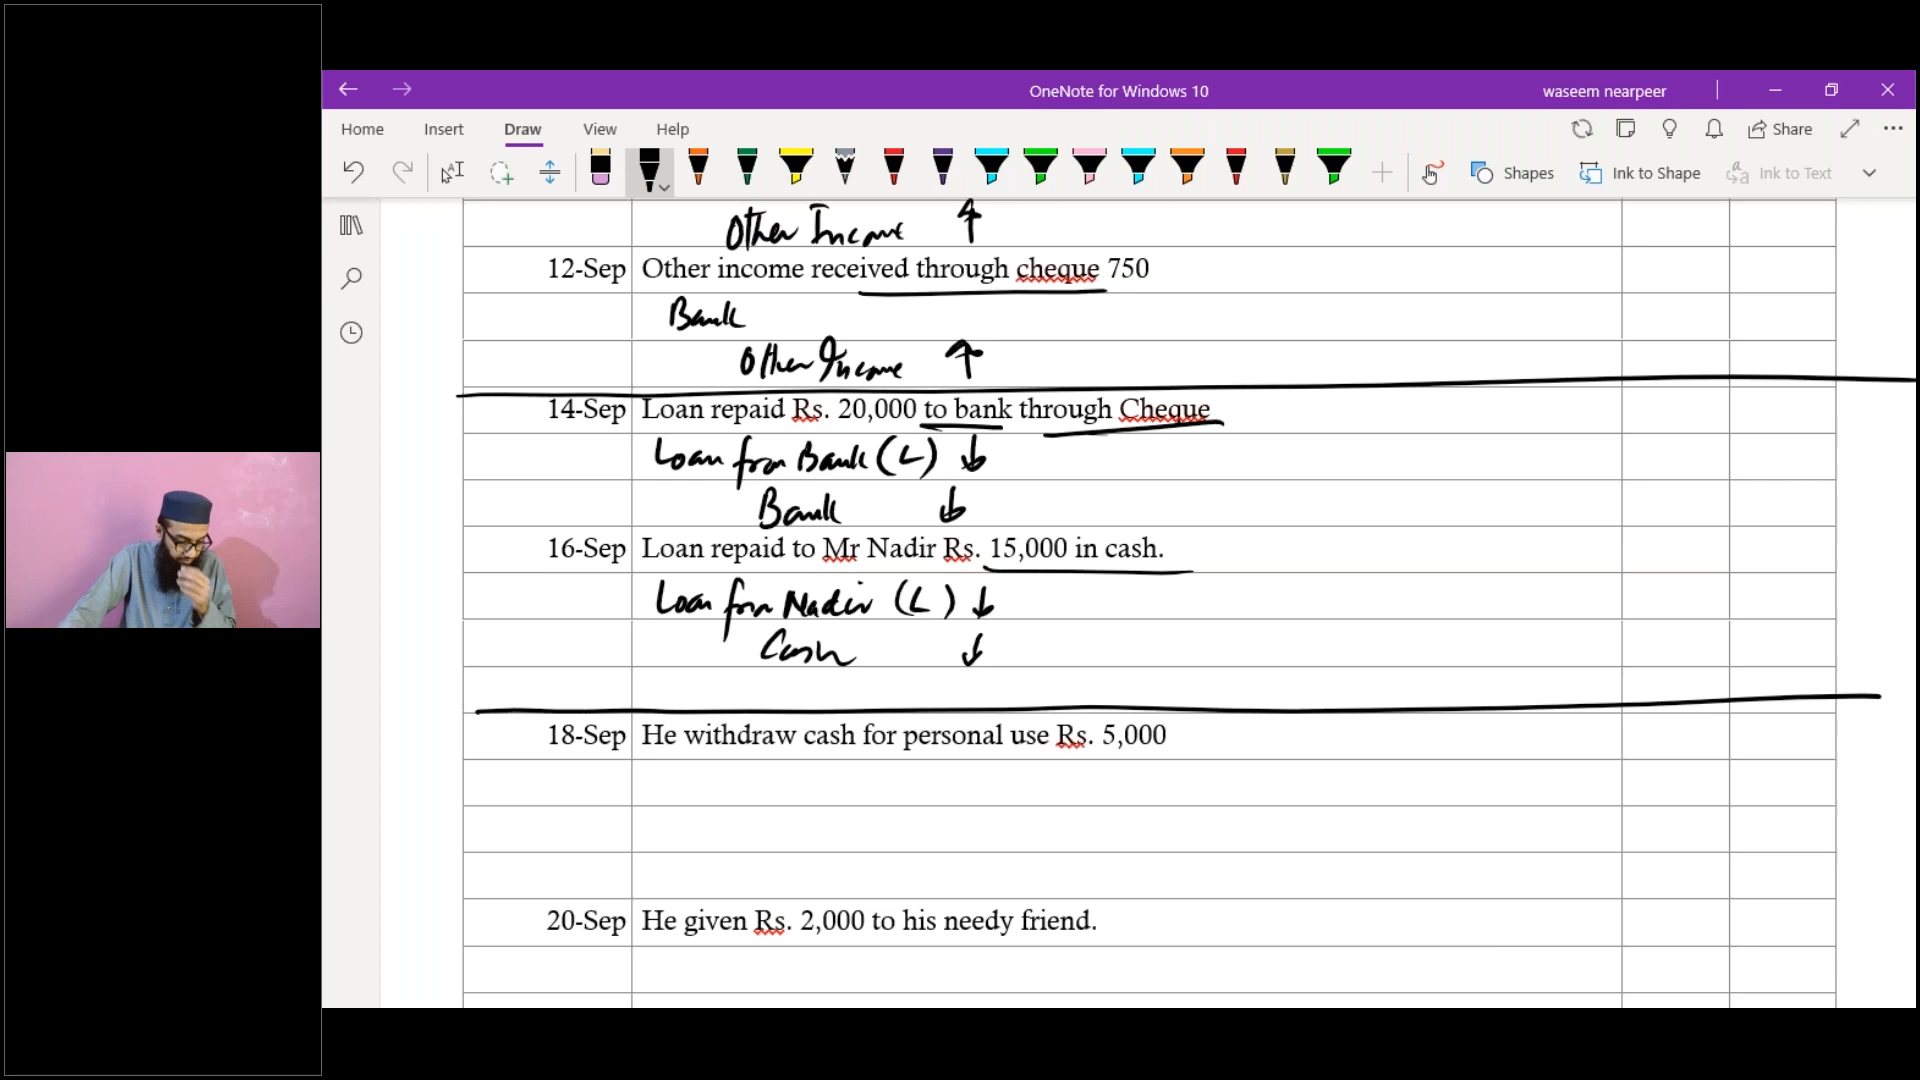 OneNote for Windows 10
waseem nearpeer
Home Insert Draw View Help
Share
Shapes Ink to Shape Ink to Text
Other Income ↑
12-Sep Other income received through cheque 750
Bank
Other Income ↑
14-Sep Loan repaid Rs. 20,000 to bank through Cheque
Loan from Bank (L) ↓
Bank ↓
16-Sep Loan repaid to Mr Nadir Rs. 15,000 in cash.
Loan from Nadir (L) ↓
Cash ↓
18-Sep He withdraw cash for personal use Rs. 5,000
20-Sep He given Rs. 2,000 to his needy friend.